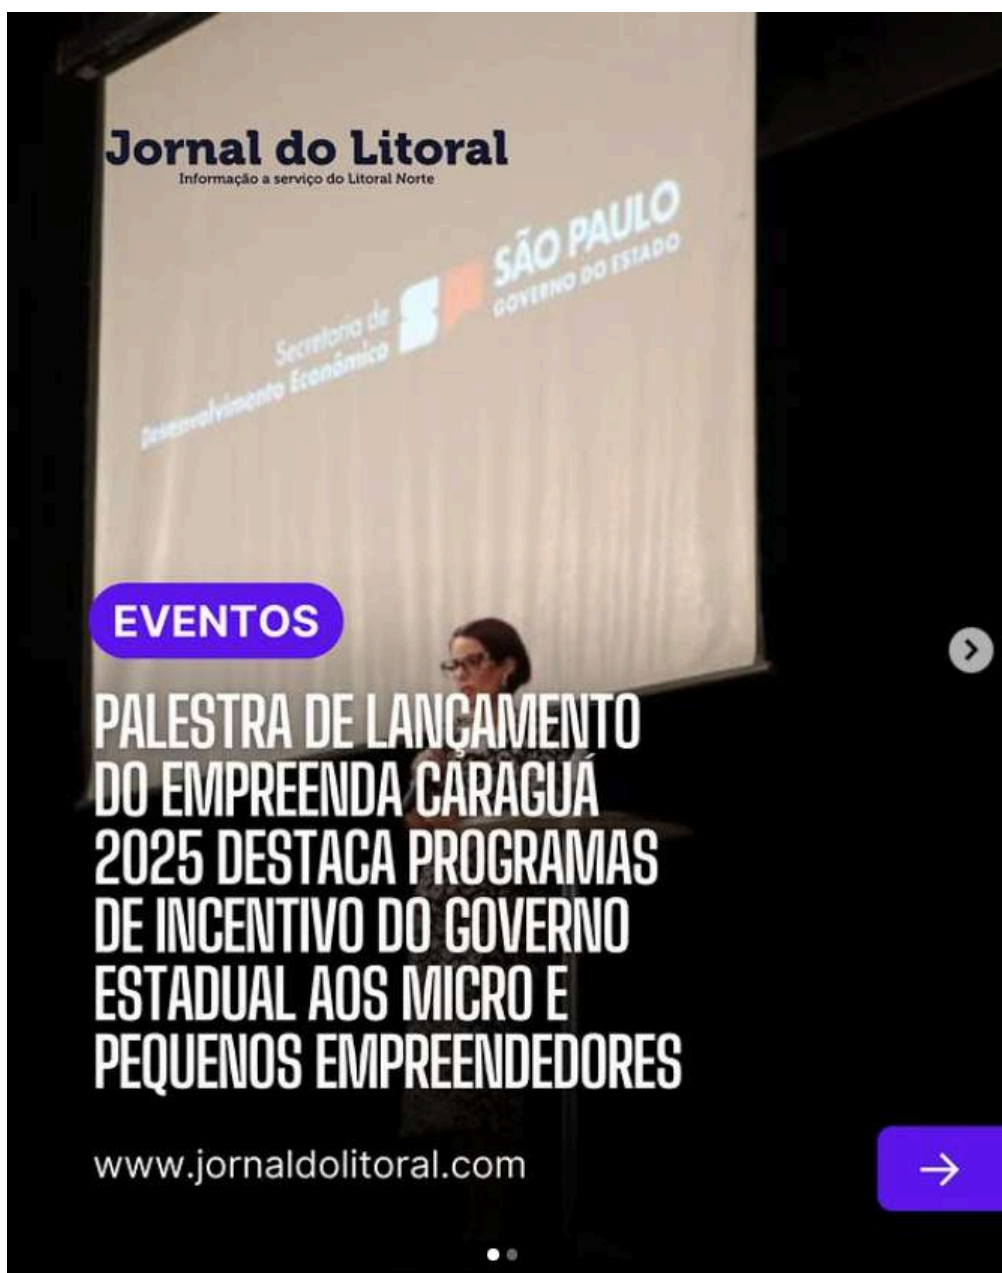 Jornal do Litoral
Informação a serviço do Litoral Norte
SÃO PAULO
GOVERNO DO ESTADO
Secretaria de
Desenvolvimento Econômico
EVENTOS
PALESTRA DE LANÇAMENTO
DO EMPREENDA CARAGUÁ
2025 DESTACA PROGRAMAS
DE INCENTIVO DO GOVERNO
ESTADUAL AOS MICRO E
PEQUENOS EMPREENDEDORES
www.jornaldolitoral.com